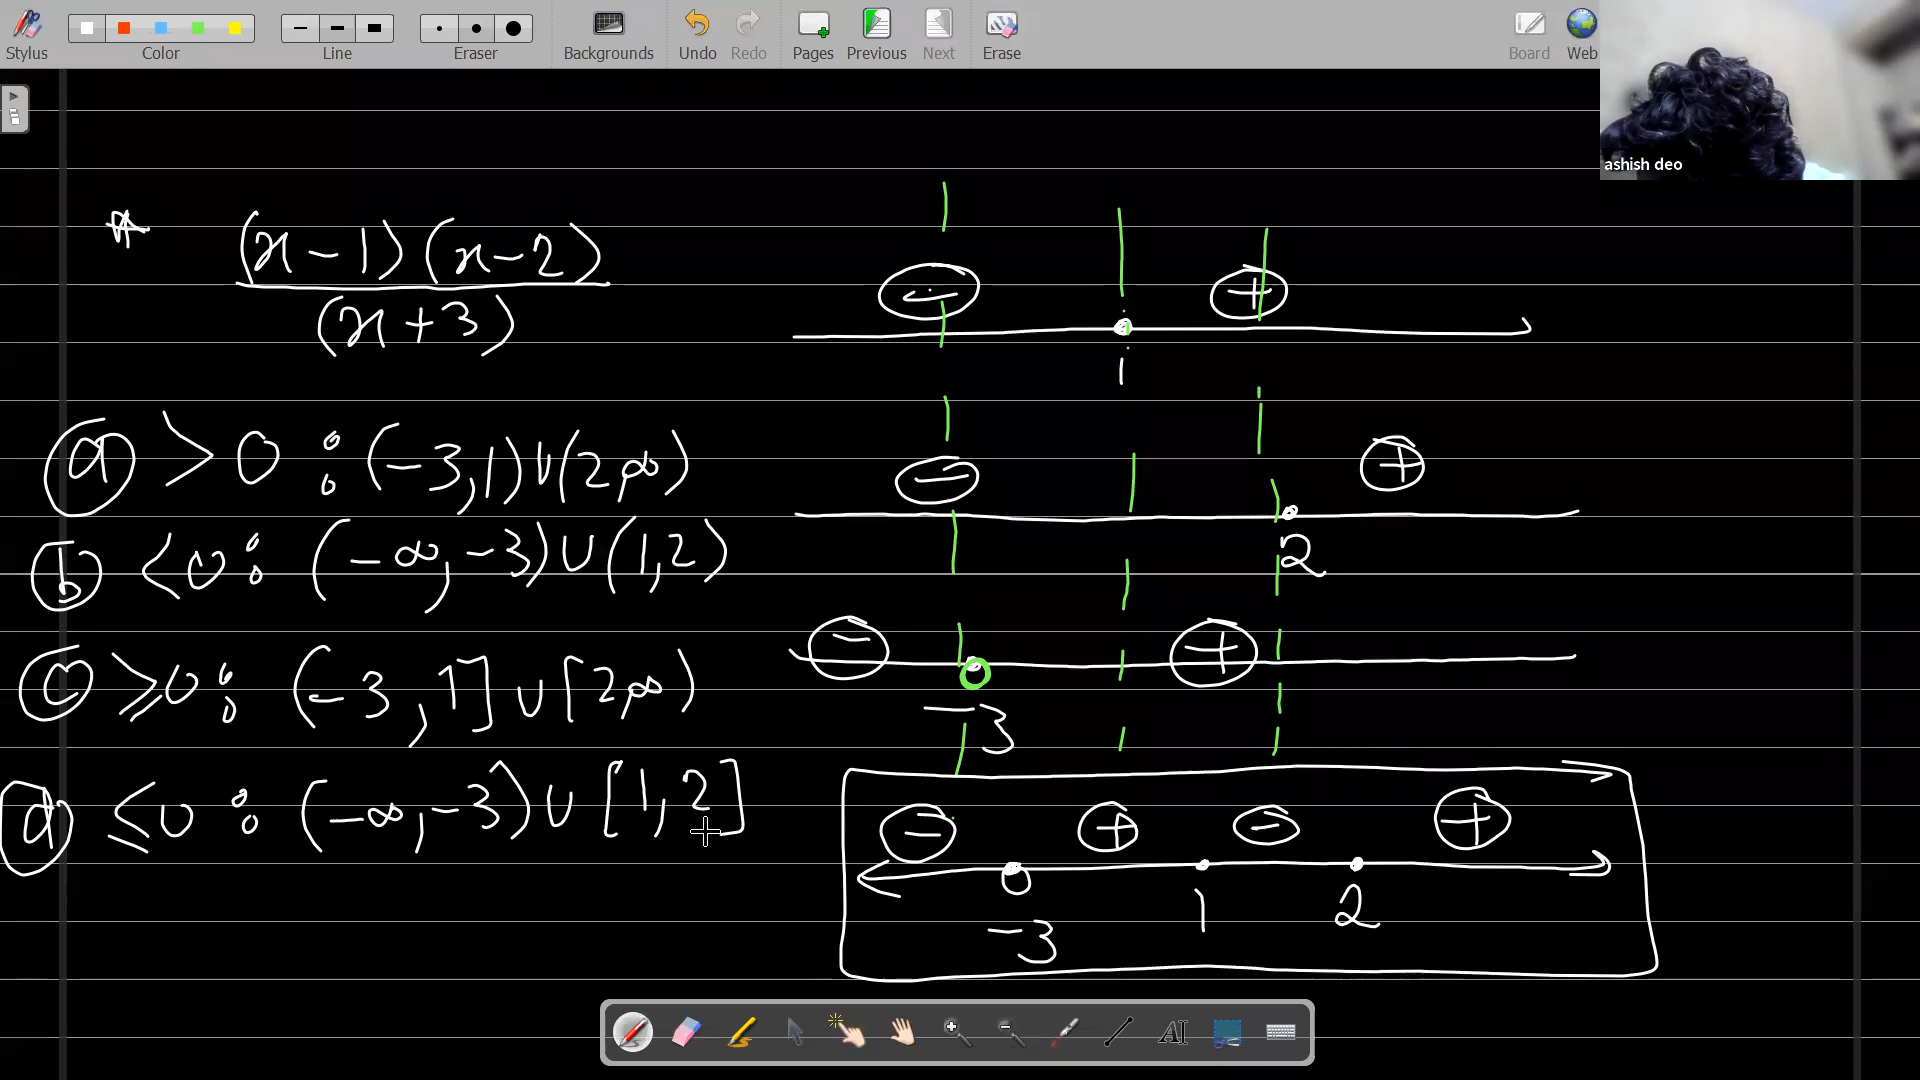 Stylus Color Line Eraser Backgrounds Undo Redo Pages Previous Next Erase Board Web
ashish deo
* (x-1)(x-2)
(x+3)
- +
1
(a) > 0 : (-3,1)∪(2∞)
- +
(b) < 0 : (-∞,-3)∪(1,2)
2
- +
-3
(c) ≥0 : (-3,1]∪[2∞)
(d) ≤0 : (-∞,-3)∪[1,2]
- + - +
-3 1 2
AI